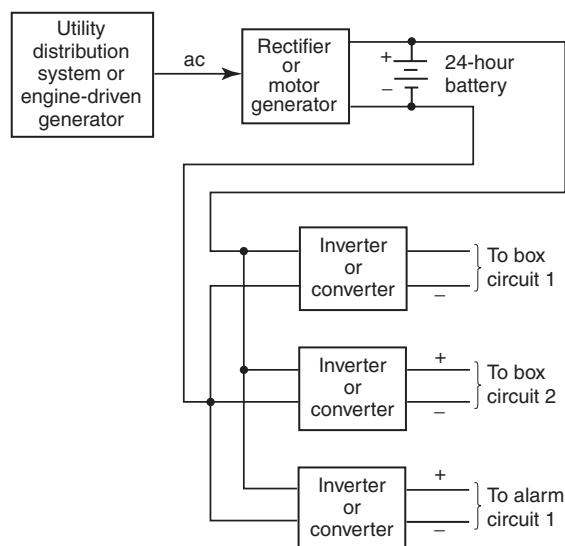 Utility
distribution
system or
engine-driven
generator
ac
Rectifier
or
motor
generator
+
–
24-hour
battery
Inverter
or
converter
–
To box
circuit 1
Inverter
or
converter
+
–
To box
circuit 2
Inverter
or
converter
+
–
To alarm
circuit 1